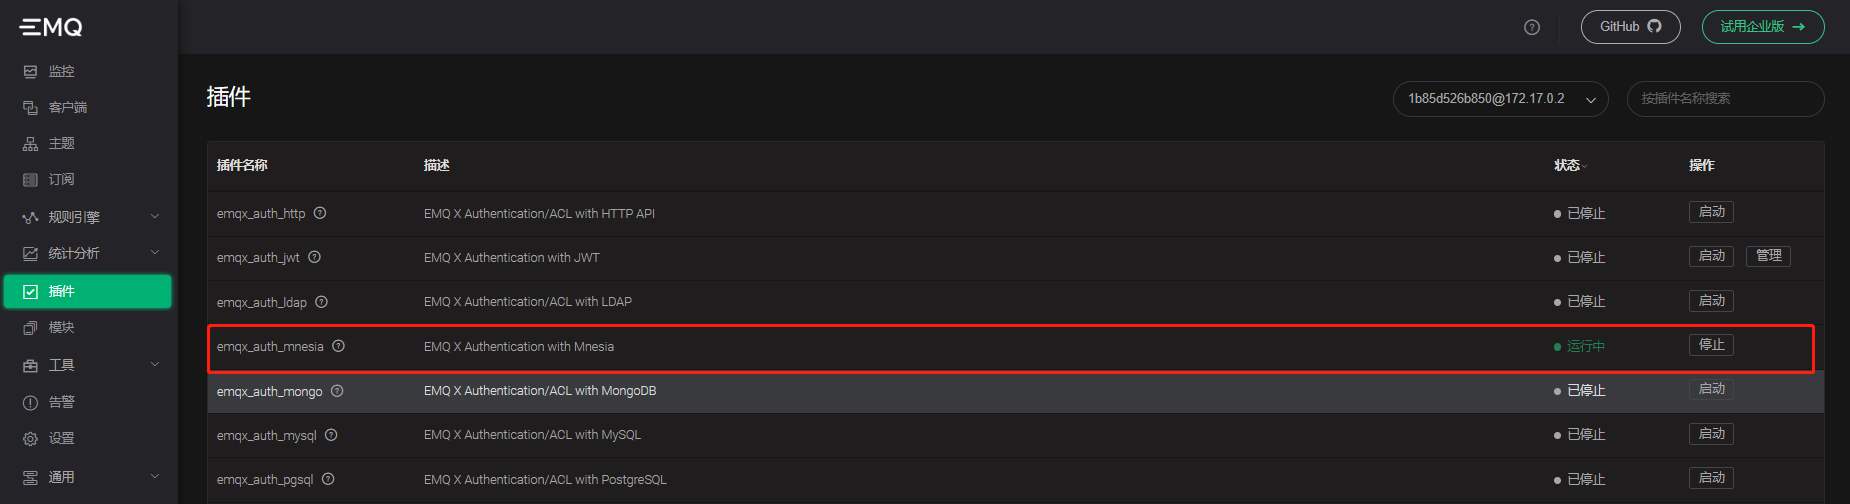 EMQ
GitHub
试用企业版 →
监控
客户端
主题
订阅
规则引擎
统计分析
插件
模块
工具
告警
设置
通用
插件
1b85d526b850@172.17.0.2
按插件名称搜索
插件名称 描述 状态 操作
emqx_auth_http EMQ X Authentication/ACL with HTTP API 已停止 启动
emqx_auth_jwt EMQ X Authentication with JWT 已停止 启动 管理
emqx_auth_ldap EMQ X Authentication/ACL with LDAP 已停止 启动
emqx_auth_mnesia EMQ X Authentication with Mnesia 运行中 停止
emqx_auth_mongo EMQ X Authentication/ACL with MongoDB 已停止 启动
emqx_auth_mysql EMQ X Authentication/ACL with MySQL 已停止 启动
emqx_auth_pgsql EMQ X Authentication/ACL with PostgreSQL 已停止 启动